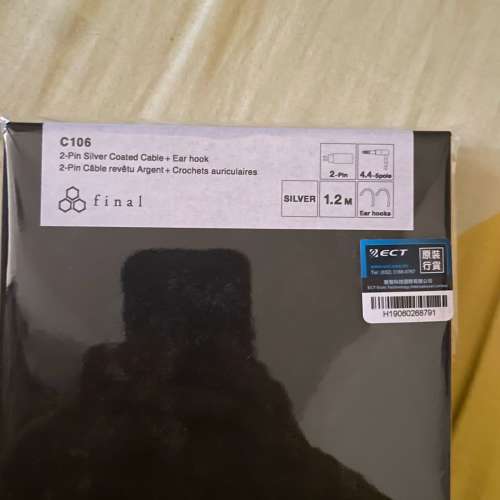 C106
2-Pin Silver Coated Cable + Ear hook
2-Pin Câble revêtu Argent + Crochets auriculaires
final
2-Pin
4.4-5pole
SILVER
1.2 M
Ear hooks
ECT
原裝
行貨
H19060268791